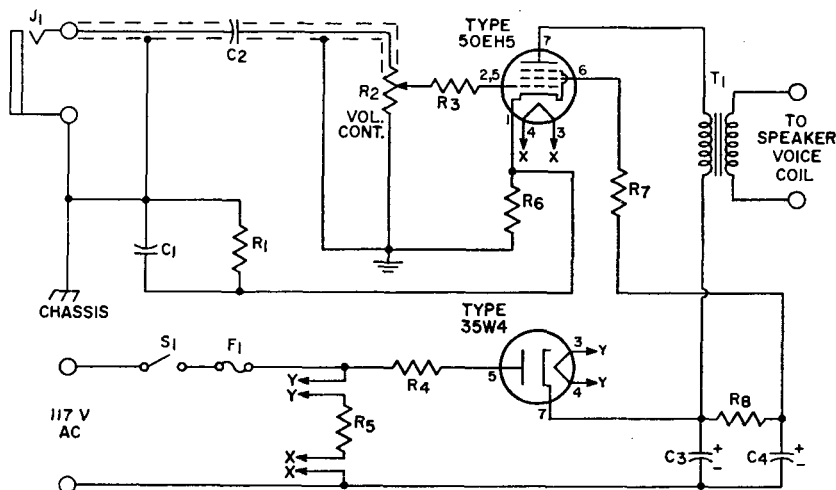 J1
C2
R2
VOL.
CONT.
R3
TYPE
50EH5
7
2,5
6
1
4
3
X
X
T1
TO
SPEAKER
VOICE
COIL
R7
R6
C1
R1
CHASSIS
TYPE
35W4
S1
F1
R4
5
3
Y
4
Y
7
Y
Y
R5
X
X
117 V
AC
R8
C3
+
-
C4
+
-